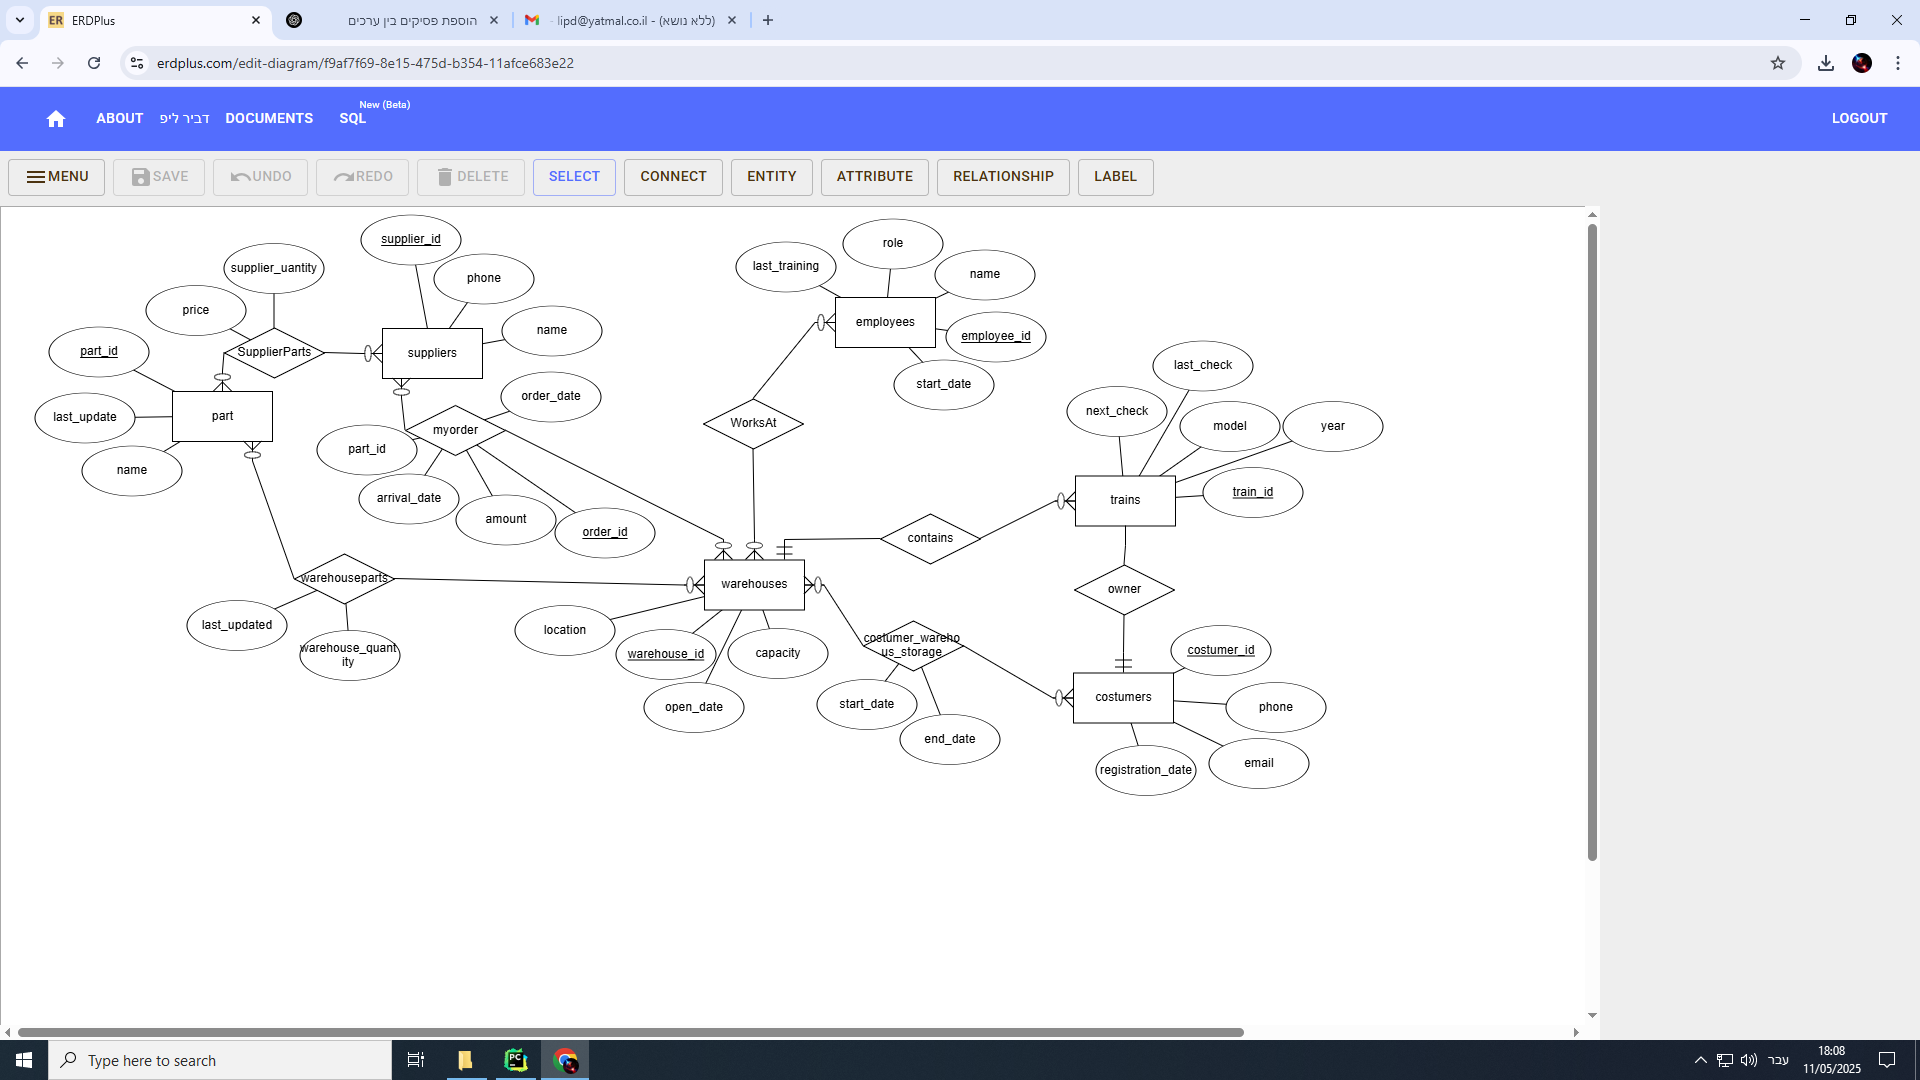 ER ERDPlus
הוספת פסיקים בין ערכים
(ללא נושא) - lipd@yatmal.co.il -
erdplus.com/edit-diagram/f9af7f69-8e15-475d-b354-11afce683e22
ABOUT דביר ליפ DOCUMENTS SQL New (Beta) LOGOUT
MENU SAVE UNDO REDO DELETE SELECT CONNECT ENTITY ATTRIBUTE RELATIONSHIP LABEL
supplier_id
supplier_uantity
phone
price
name
part_id
SupplierParts
suppliers
order_date
last_update
part
myorder
part_id
name
arrival_date
amount
order_id
role
last_training
name
employees
employee_id
start_date
WorksAt
last_check
next_check
model
year
trains
train_id
contains
warehouseparts
warehouses
owner
last_updated
warehouse_quant
ity
location
warehouse_id
capacity
open_date
costumer_wareho
us_storage
start_date
end_date
costumer_id
costumers
phone
registration_date
email
Type here to search
PC
עבר
18:08
11/05/2025